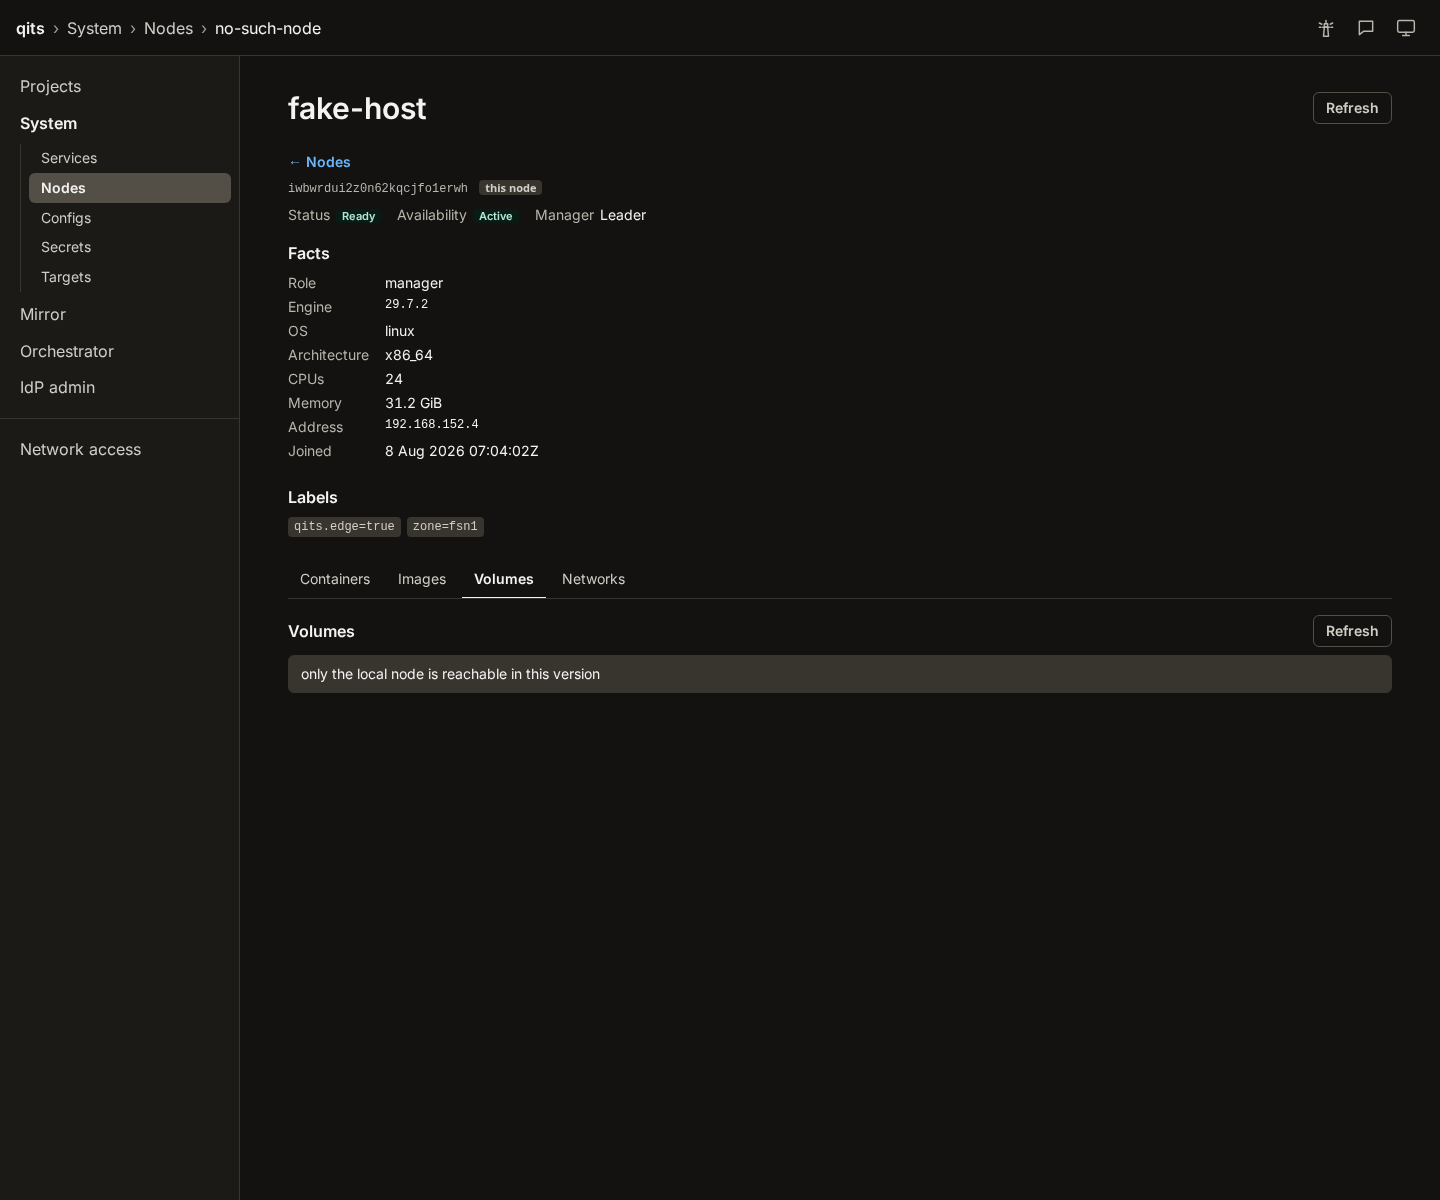 qits › System › Nodes › no-such-node
Projects
System
Services
Nodes
Configs
Secrets
Targets
Mirror
Orchestrator
IdP admin
Network access
fake-host
Refresh
← Nodes
iwbwrdui2z0n62kqcjfo1erwh this node
Status Ready Availability Active Manager Leader
Facts
Role manager
Engine 29.7.2
OS linux
Architecture x86_64
CPUs 24
Memory 31.2 GiB
Address 192.168.152.4
Joined 8 Aug 2026 07:04:02Z
Labels
qits.edge=true zone=fsn1
Containers Images Volumes Networks
Volumes
Refresh
only the local node is reachable in this version